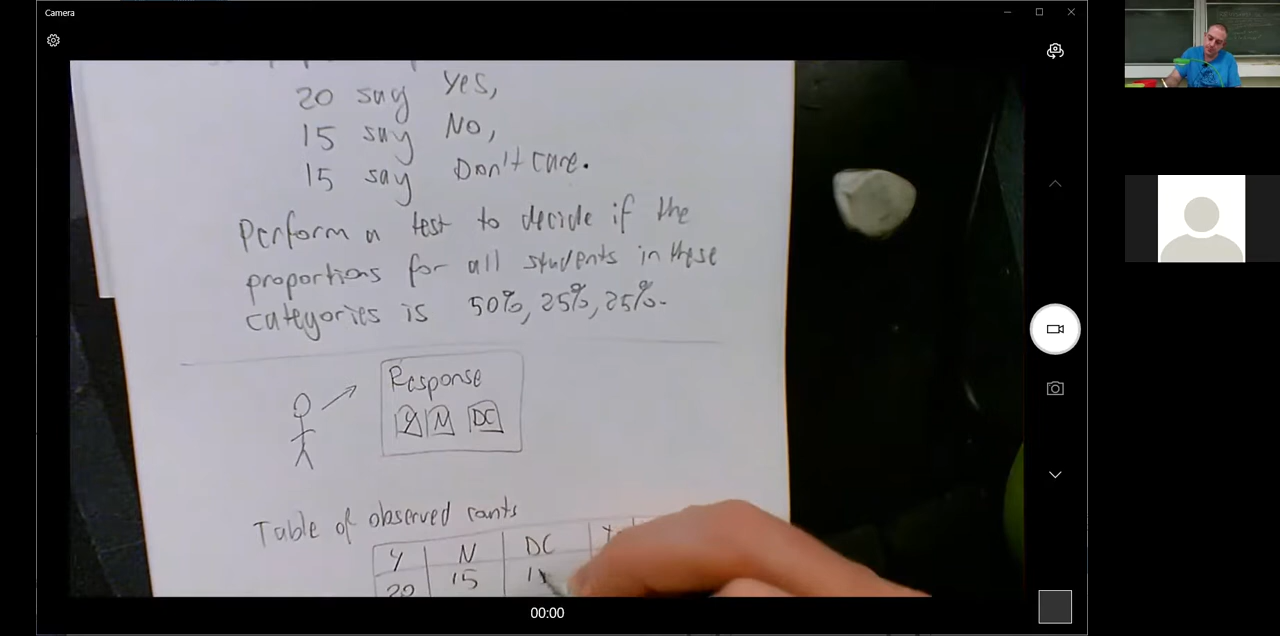 Camera
20 say Yes,
15 say No,
15 say Don't care.
Perform a test to decide if the
proportions for all students in these
categories is 50%, 25%, 25%.
Response
Y N DC
Table of observed counts
Y N DC
20 15
00:00